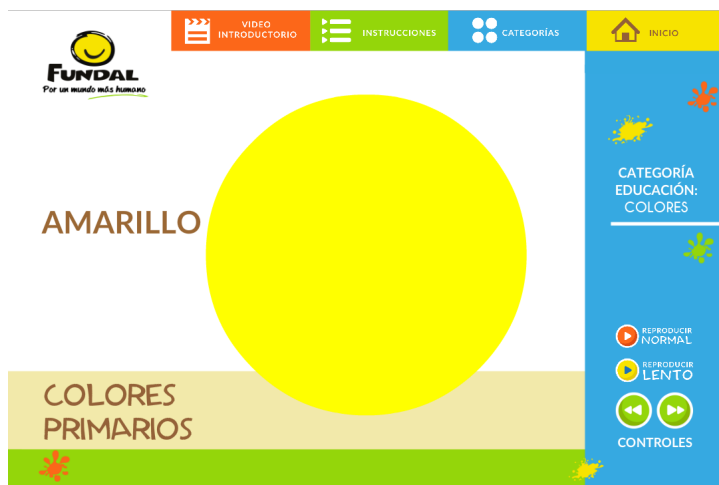 VIDEO
INTRODUCTORIO
INSTRUCCIONES
CATEGORÍAS
INICIO
FUNDAL
Por un mundo más humano
CATEGORÍA
EDUCACIÓN:
COLORES
AMARILLO
REPRODUCIR
NORMAL
REPRODUCIR
LENTO
COLORES
PRIMARIOS
CONTROLES